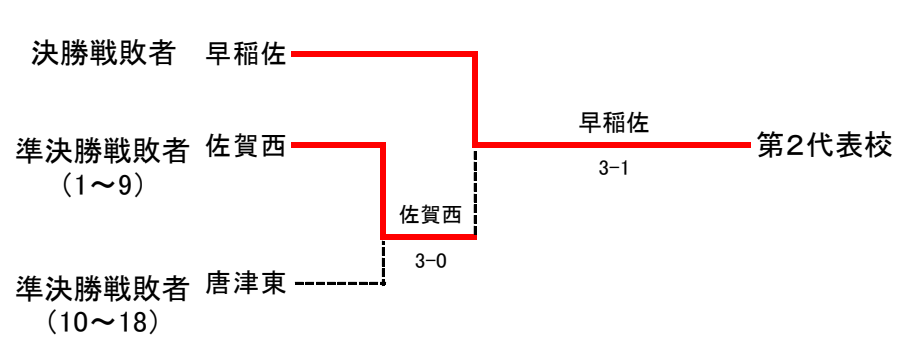 決勝戦敗者 早稲佐
早稲佐
準決勝戦敗者 佐賀西
(1～9)
第2代表校
3-1
佐賀西
3-0
準決勝戦敗者 唐津東
(10～18)